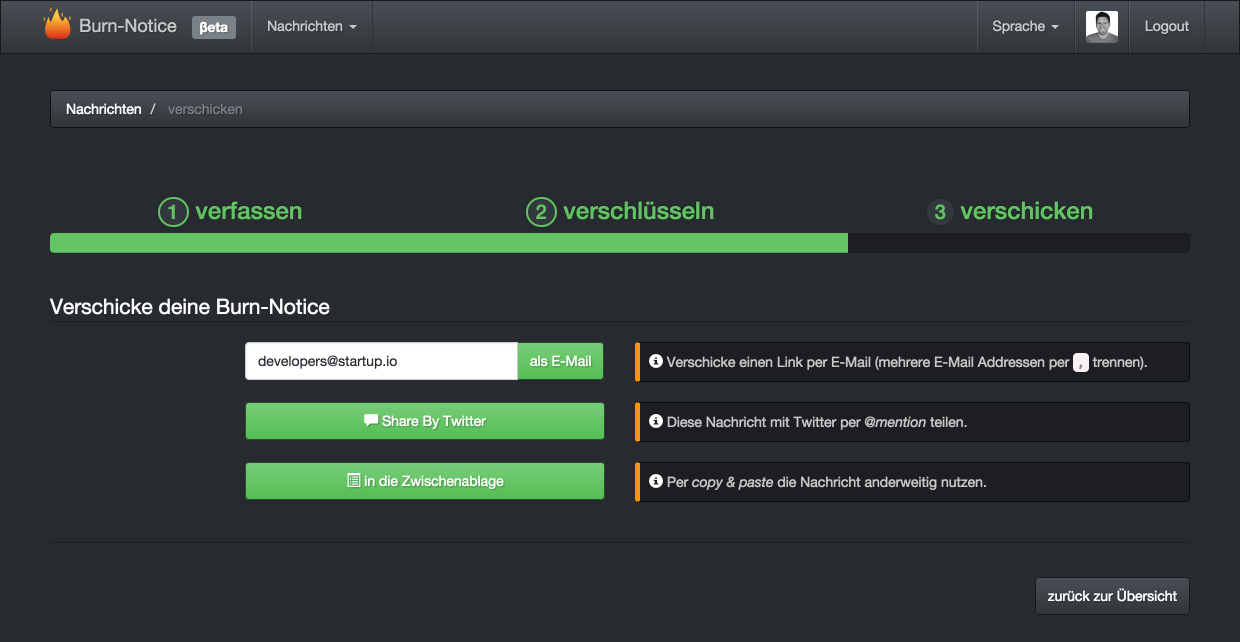 Burn-Notice βeta Nachrichten Sprache Logout
Nachrichten / verschicken
1 verfassen 2 verschlüsseln 3 verschicken
Verschicke deine Burn-Notice
developers@startup.io als E-Mail Verschicke einen Link per E-Mail (mehrere E-Mail Addressen per , trennen).
Share By Twitter Diese Nachricht mit Twitter per @mention teilen.
in die Zwischenablage Per copy & paste die Nachricht anderweitig nutzen.
zurück zur Übersicht